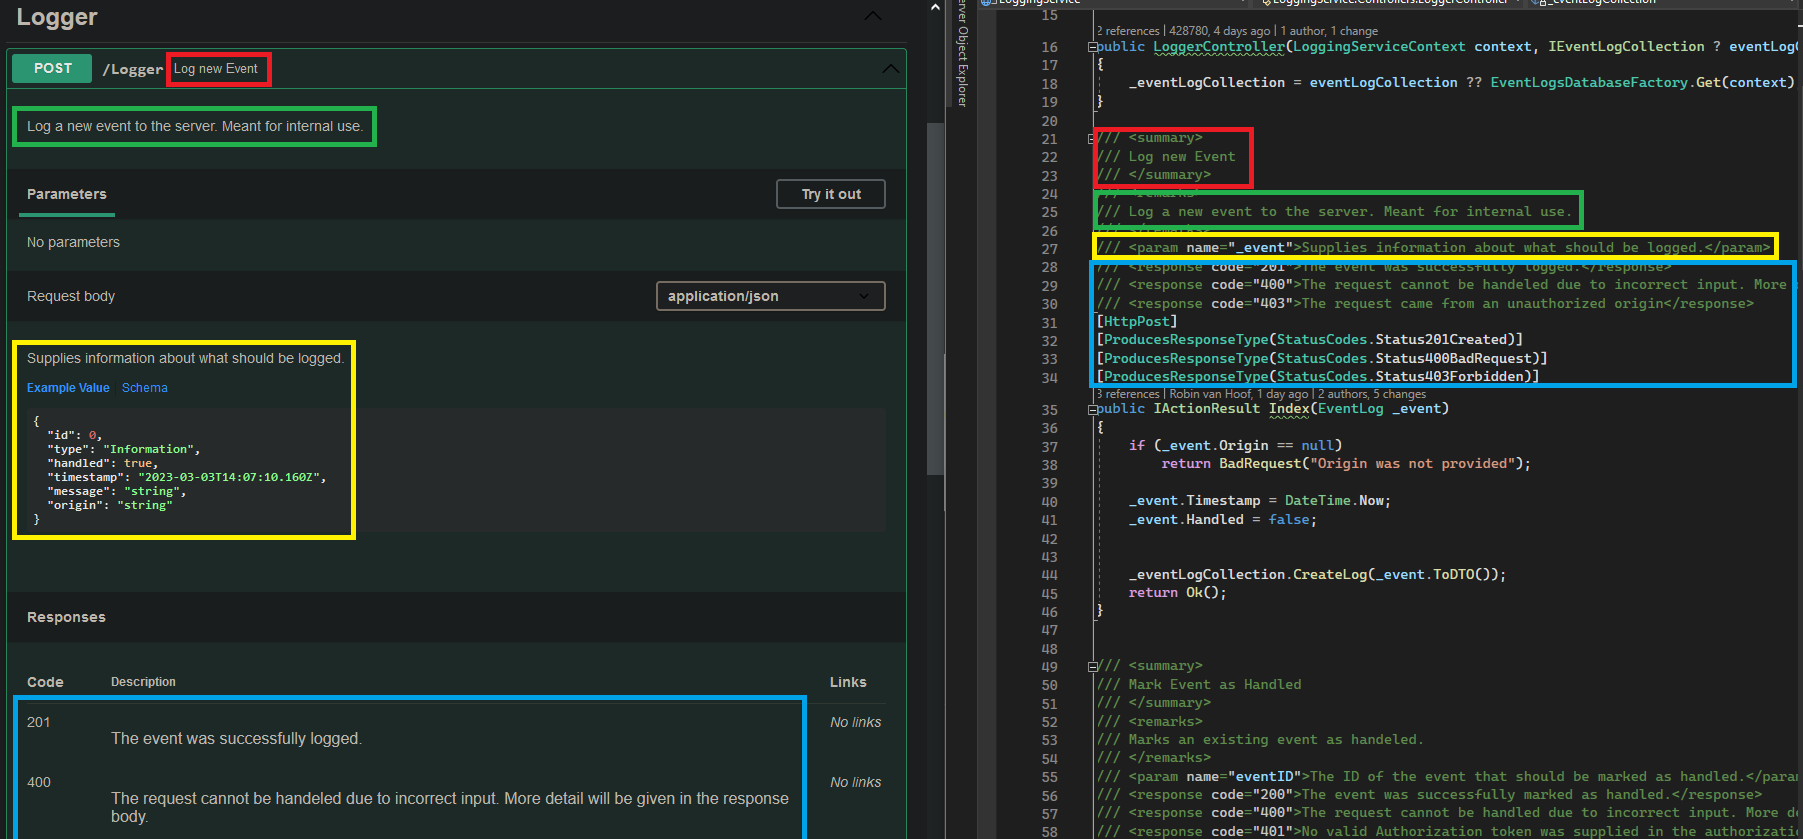 Logger
POST /Logger Log new Event
Log a new event to the server. Meant for internal use.
Parameters
Try it out
No parameters
Request body
application/json
Supplies information about what should be logged.
Example Value Schema
{
"id": 0,
"type": "Information",
"handled": true,
"timestamp": "2023-03-03T14:07:10.160Z",
"message": "string",
"origin": "string"
}
Responses
Code Description Links
201 No links
The event was successfully logged.
400 No links
The request cannot be handeled due to incorrect input. More detail will be given in the response
body.
Object Explorer
15
2 references | 428780, 4 days ago | 1 author, 1 change
16 public LoggerController(LoggingServiceContext context, IEventLogCollection ? eventLogC
17 {
18 _eventLogCollection = eventLogCollection ?? EventLogsDatabaseFactory.Get(context)
19 }
20
21 /// <summary>
22 /// Log new Event
23 /// </summary>
24 /// <remarks>
25 /// Log a new event to the server. Meant for internal use.
26 /// </remarks>
27 /// <param name="_event">Supplies information about what should be logged.</param>
28 /// <response code="201">The event was successfully logged.</response>
29 /// <response code="400">The request cannot be handeled due to incorrect input. More
30 /// <response code="403">The request came from an unauthorized origin</response>
31 [HttpPost]
32 [ProducesResponseType(StatusCodes.Status201Created)]
33 [ProducesResponseType(StatusCodes.Status400BadRequest)]
34 [ProducesResponseType(StatusCodes.Status403Forbidden)]
3 references | Robin van Hoof, 1 day ago | 2 authors, 5 changes
35 public IActionResult Index(EventLog _event)
36 {
37 if (_event.Origin == null)
38 return BadRequest("Origin was not provided");
39
40 _event.Timestamp = DateTime.Now;
41 _event.Handled = false;
42
43
44 _eventLogCollection.CreateLog(_event.ToDTO());
45 return Ok();
46 }
47
48
49 /// <summary>
50 /// Mark Event as Handled
51 /// </summary>
52 /// <remarks>
53 /// Marks an existing event as handeled.
54 /// </remarks>
55 /// <param name="eventID">The ID of the event that should be marked as handled.</para
56 /// <response code="200">The event was successfully marked as handled.</response>
57 /// <response code="400">The request cannot be handled due to incorrect input. More de
58 /// <response code="401">No valid Authorization token was supplied in the authorizatio